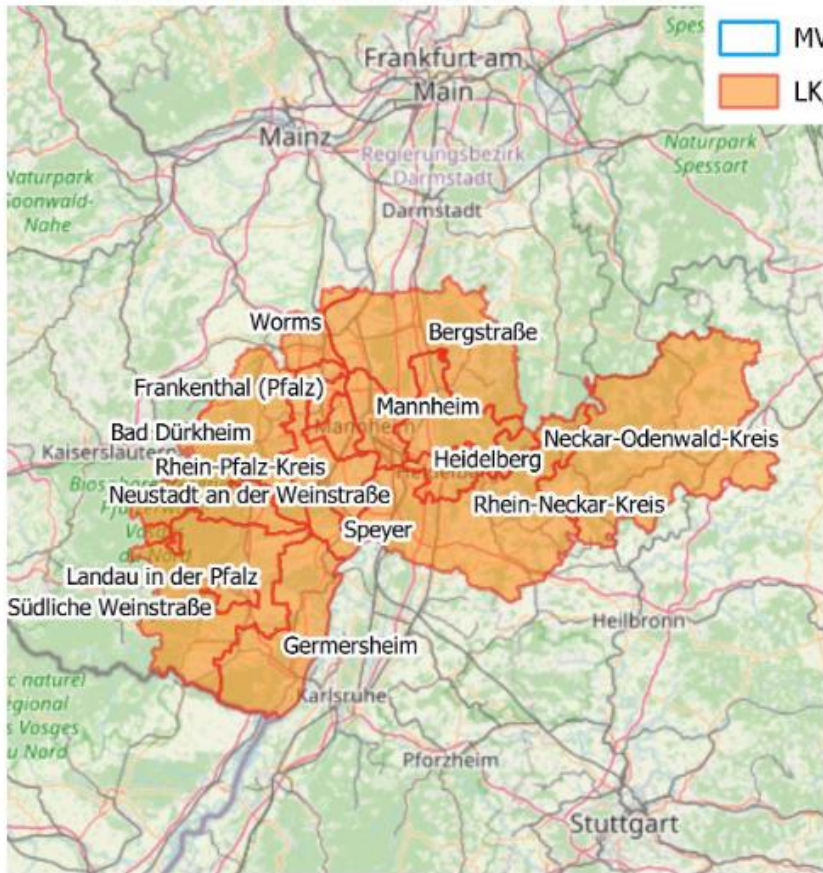 Frankfurt am
Main
MV
LK
Mainz
Regierungsbezirk
Darmstadt
Naturpark
Spessart
Naturpark
Soonwald-
Nahe
Darmstadt
Worms
Bergstraße
Frankenthal (Pfalz)
Mannheim
Bad Dürkheim
Mannheim
Neckar-Odenwald-Kreis
Kaiserslautern
Heidelberg
Rhein-Pfalz-Kreis
Neustadt an der Weinstraße
Rhein-Neckar-Kreis
Speyer
Landau in der Pfalz
Südliche Weinstraße
Heilbronn
Germersheim
Karlsruhe
Pforzheim
Stuttgart